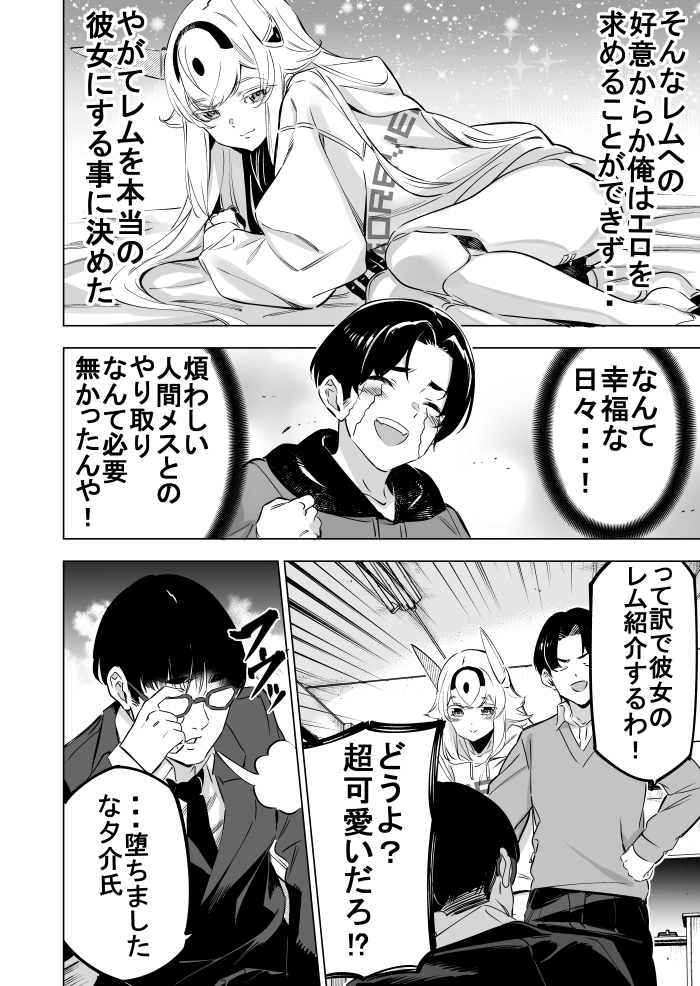 そんなレムへの
好意からか俺はエロを
求めることができず・・・
やがてレムを本当の
彼女にする事に決めた
なんて
幸福な
日々・・・・！
煩わしい
人間メスとの
やり取り
なんて必要
無かったんや！
って訳で彼女の
レム紹介するわ！
どうよ？
超可愛いだろ!?
フウッ
・・・堕ちました
な夕介氏